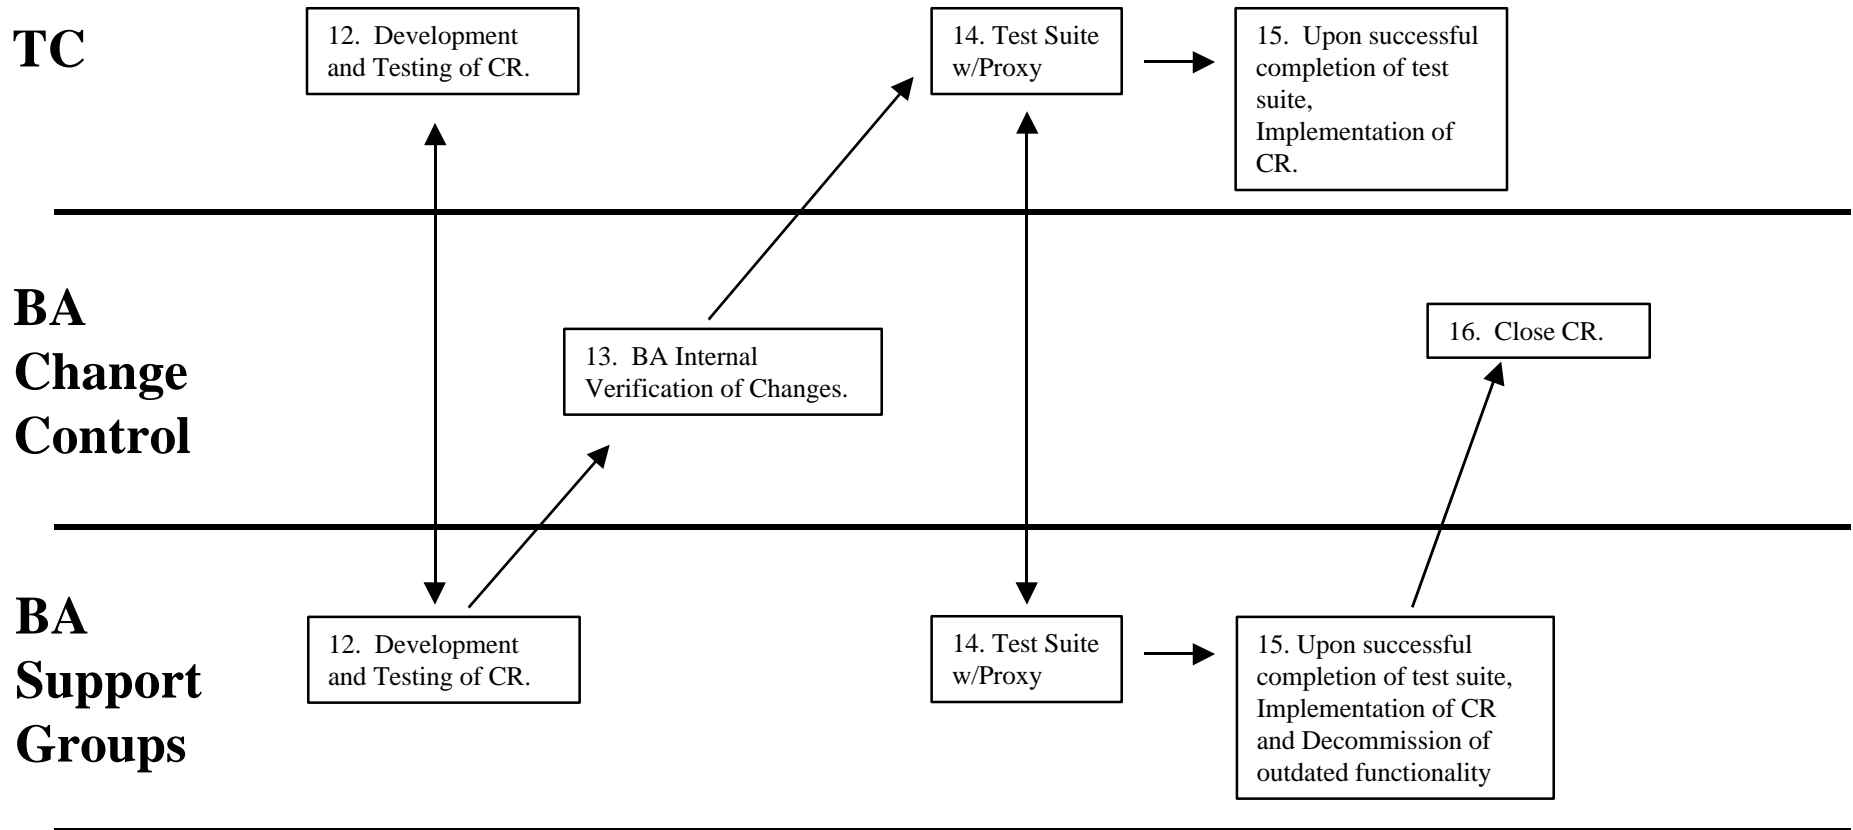 TC
12.  Development
and Testing of CR.
14. Test Suite
w/Proxy
15.  Upon successful
completion of test
suite,
Implementation of
CR.
BA
Change
Control
13.  BA Internal
Verification of Changes.
16.  Close CR.
BA
Support
Groups
12.  Development
and Testing of CR.
14. Test Suite
w/Proxy
15. Upon successful
completion of test suite,
Implementation of CR
and Decommission of
outdated functionality